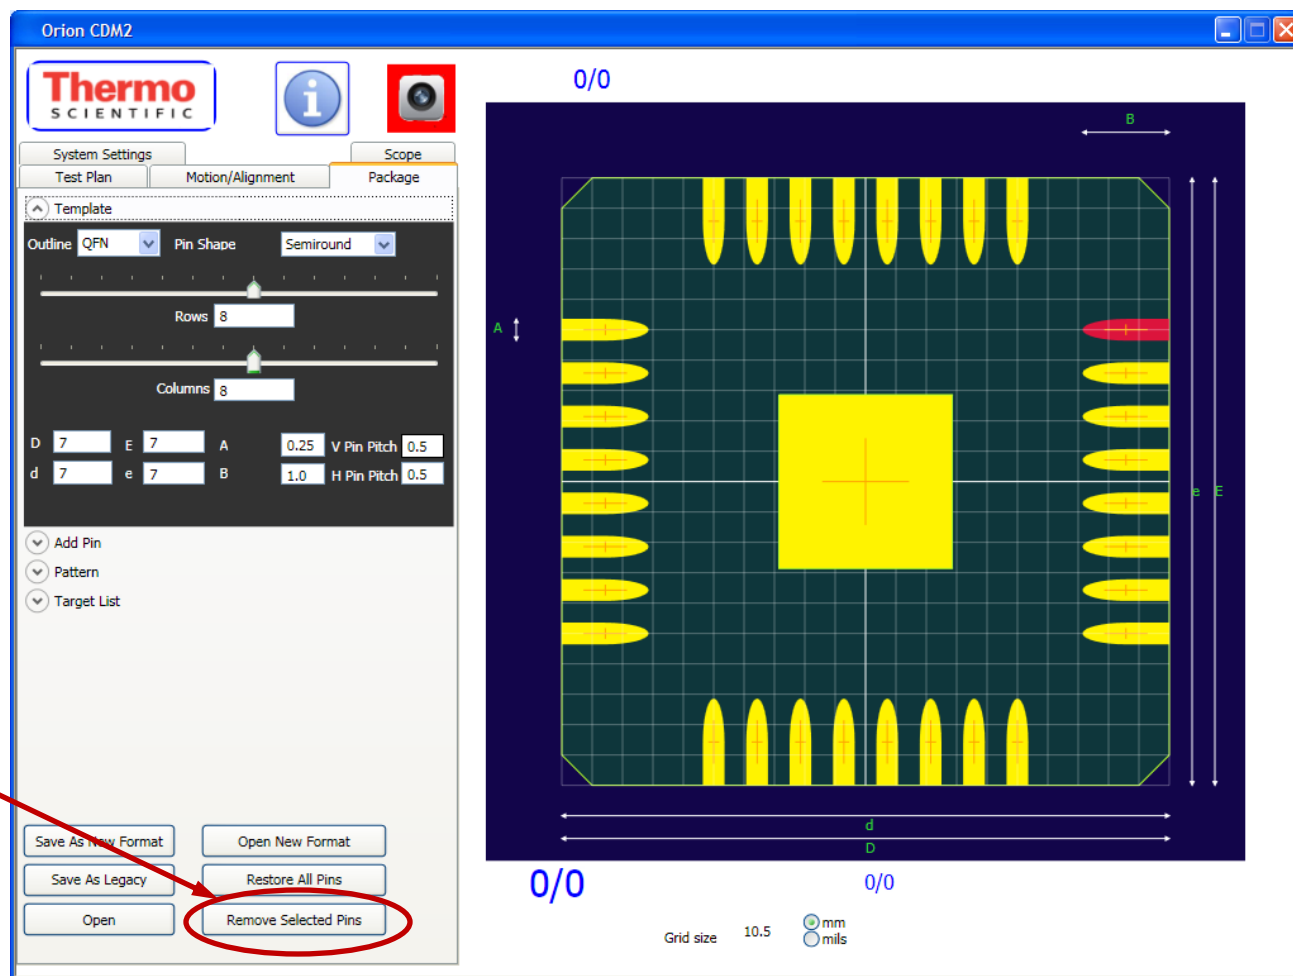 Orion CDM2
Thermo
SCIENTIFIC
i
0/0
System Settings
Scope
Test Plan
Motion/Alignment
Package
Template
Outline QFN Pin Shape Semiround
Rows 8
Columns 8
D 7 E 7 A 0.25 V Pin Pitch 0.5
d 7 e 7 B 1.0 H Pin Pitch 0.5
Add Pin
Pattern
Target List
Save As New Format
Open New Format
Save As Legacy
Restore All Pins
Open
Remove Selected Pins
B
A
e E
d
D
0/0
0/0
Grid size 10.5
mm
mils